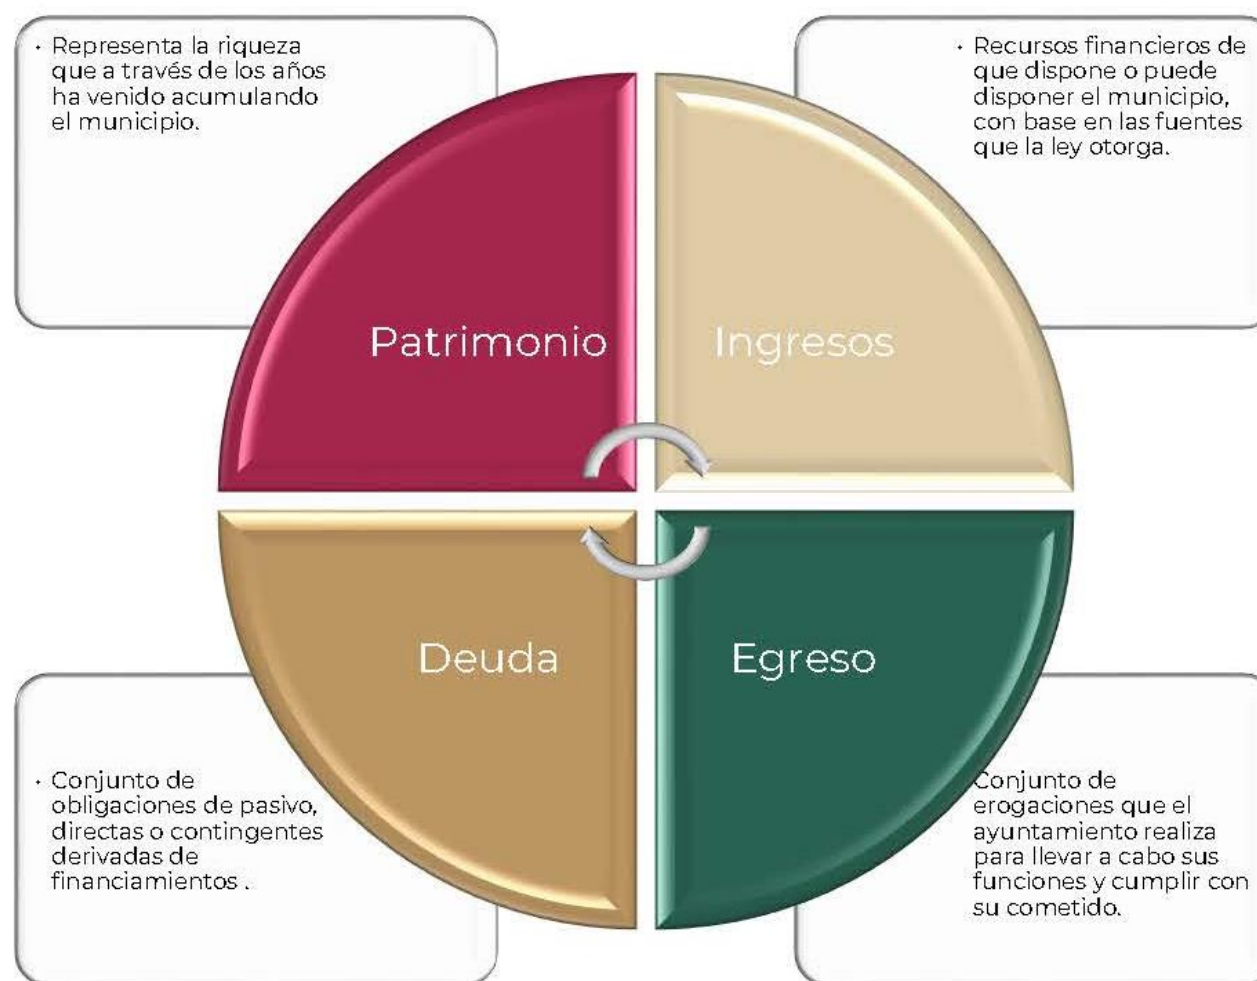 · Representa la riqueza
que a través de los años
ha venido acumulando
el municipio.
· Recursos financieros de
que dispone o puede
disponer el municipio,
con base en las fuentes
que la ley otorga.
Patrimonio
Ingresos
Deuda
Egreso
· Conjunto de
obligaciones de pasivo,
directas o contingentes
derivadas de
financiamientos .
Conjunto de
erogaciones que el
ayuntamiento realiza
para llevar a cabo sus
funciones y cumplir con
su cometido.